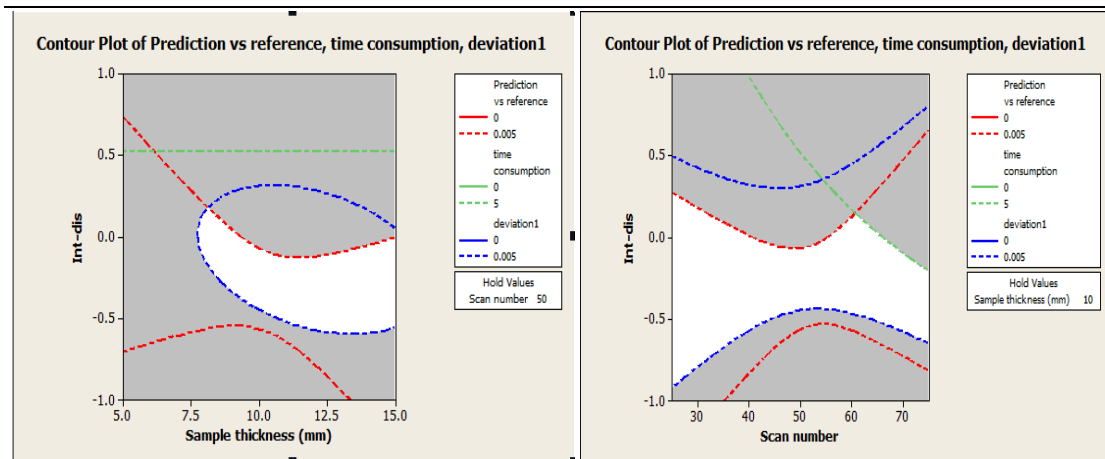 Contour Plot of Prediction vs reference, time consumption, deviation1
1.0
0.5
0.0
-0.5
-1.0
Int-dis
5.0 7.5 10.0 12.5 15.0
Sample thickness (mm)
Prediction
vs reference
0
0.005
time
consumption
0
5
deviation1
0
0.005
Hold Values
Scan number 50
Contour Plot of Prediction vs reference, time consumption, deviation1
1.0
0.5
0.0
-0.5
-1.0
Int-dis
30 40 50 60 70
Scan number
Prediction
vs reference
0
0.005
time
consumption
0
5
deviation1
0
0.005
Hold Values
Sample thickness (mm) 10